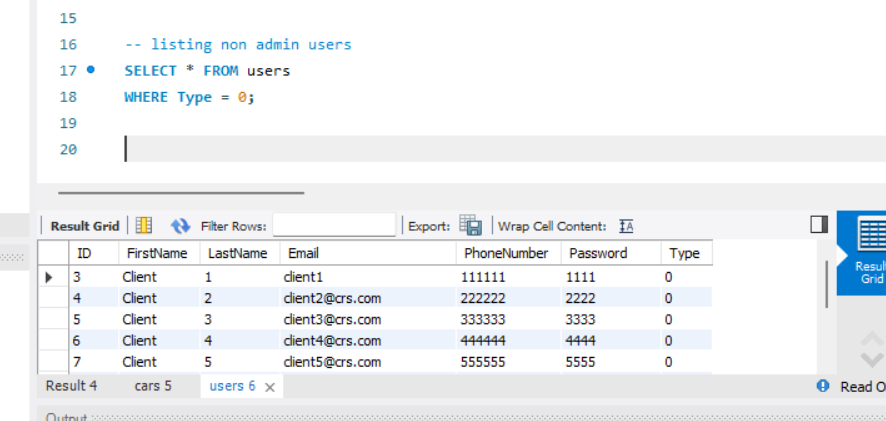 15
16 -- listing non admin users
17 SELECT * FROM users
18 WHERE Type = 0;
19
20
Result Grid Filter Rows: Export: Wrap Cell Content: IA
ID FirstName LastName Email PhoneNumber Password Type
3 Client 1 client1 111111 1111 0
4 Client 2 client2@crs.com 222222 2222 0
5 Client 3 client3@crs.com 333333 3333 0
6 Client 4 client4@crs.com 444444 4444 0
7 Client 5 client5@crs.com 555555 5555 0
Result
Grid
Result 4 cars 5 users 6 Read O
Output